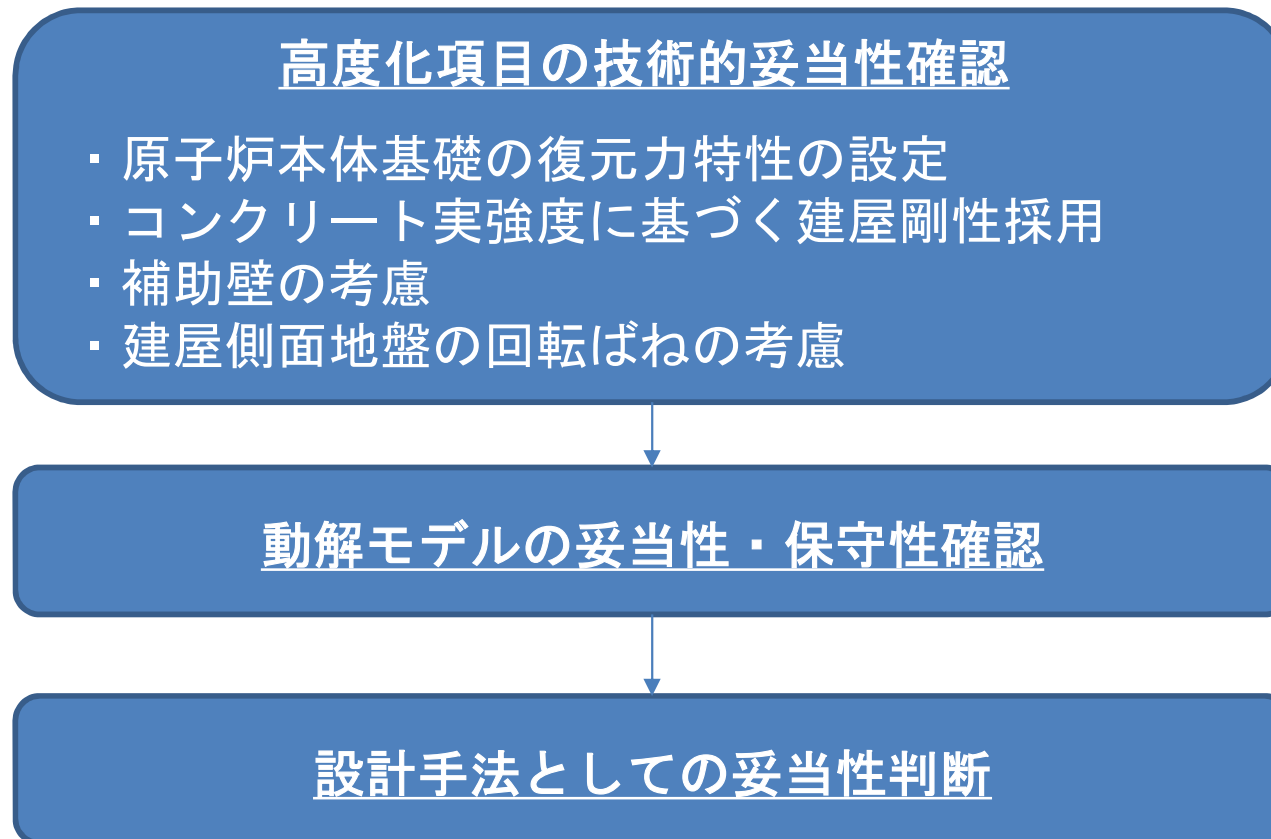 高度化項目の技術的妥当性確認
・原子炉本体基礎の復元力特性の設定
・コンクリート実強度に基づく建屋剛性採用
・補助壁の考慮
・建屋側面地盤の回転ばねの考慮
動解モデルの妥当性・保守性確認
設計手法としての妥当性判断